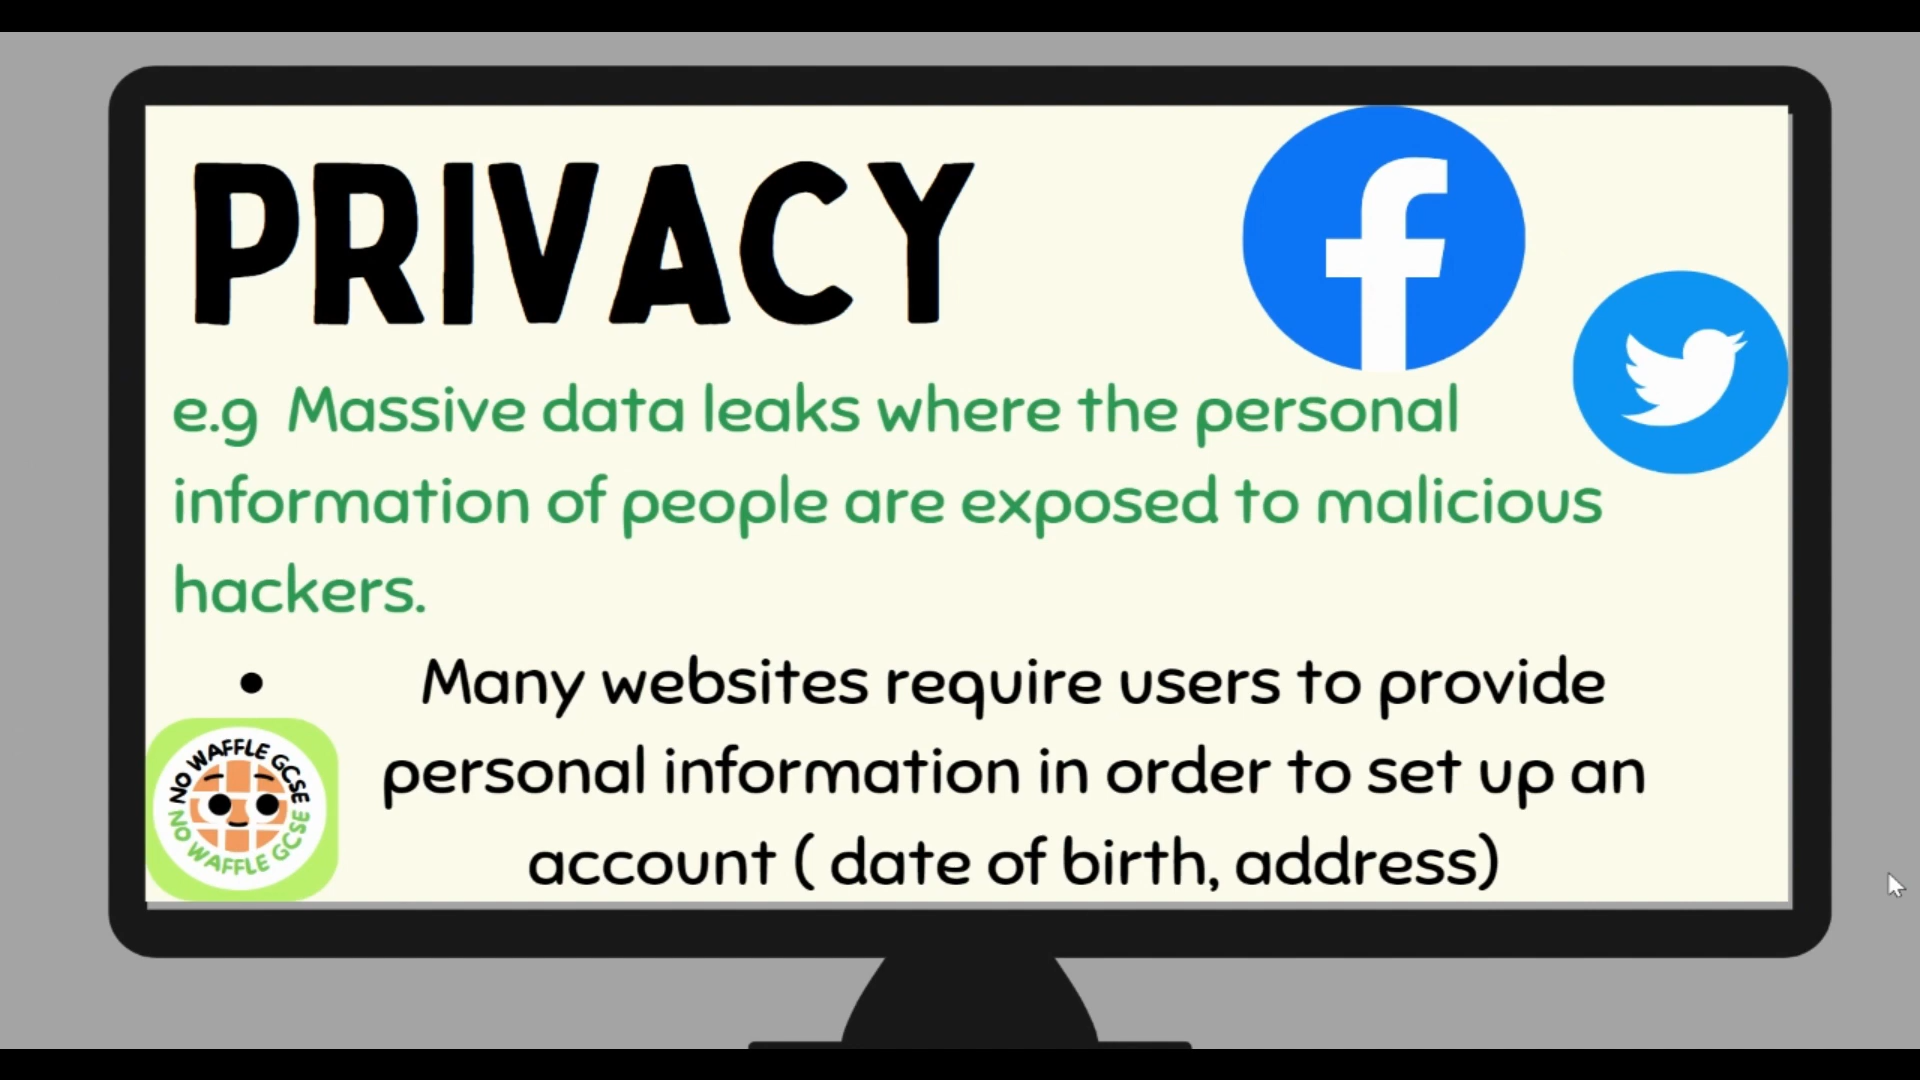 PRIVACY
e.g Massive data leaks where the personal
information of people are exposed to malicious
hackers.
• Many websites require users to provide
personal information in order to set up an
account ( date of birth, address)
NO WAFFLE GCSE
NO WAFFLE GCSE